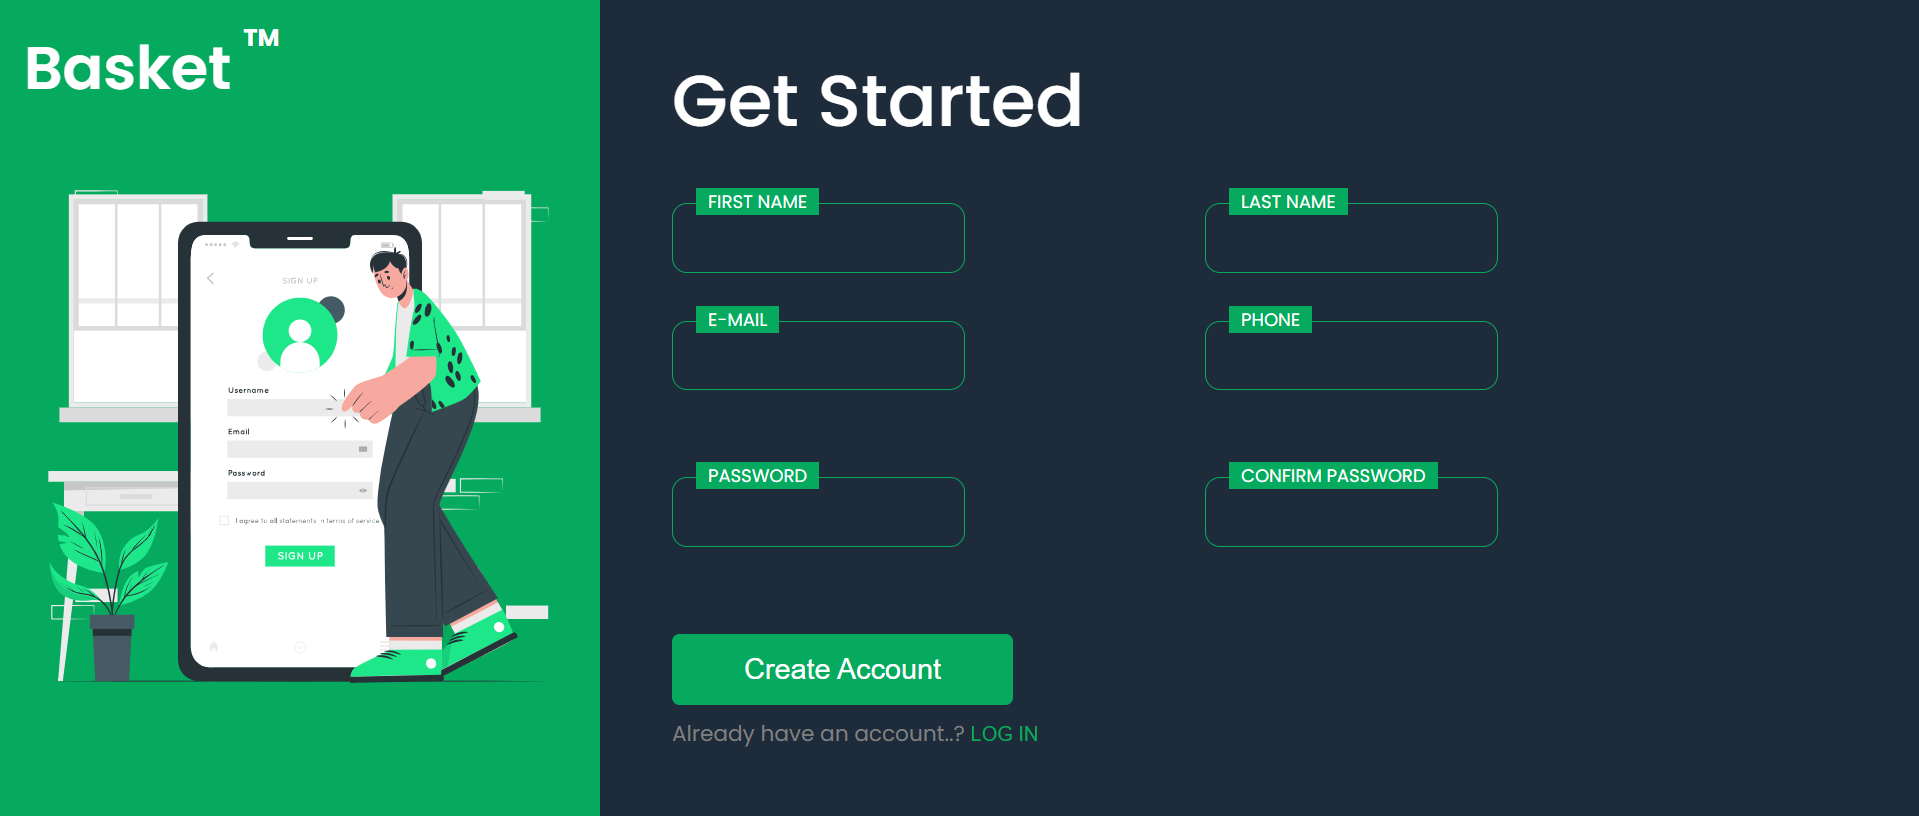 Basket TM
Get Started
FIRST NAME
LAST NAME
E-MAIL
PHONE
PASSWORD
CONFIRM PASSWORD
Create Account
Already have an account..? LOG IN
SIGN UP
Username
Email
Password
I agree to all statements in terms of service
SIGN UP